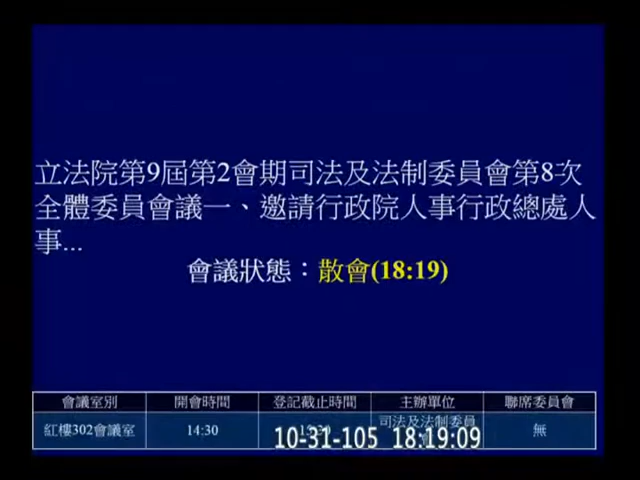 立法院第9屆第2會期司法及法制委員會第8次
全體委員會議一、邀請行政院人事行政總處人
事...
會議狀態：散會(18:19)
會議室別 開會時間 登記截止時間 主辦單位 聯席委員會
紅樓302會議室 14:30 司法及法制委員 無
10-31-105 18:19:09